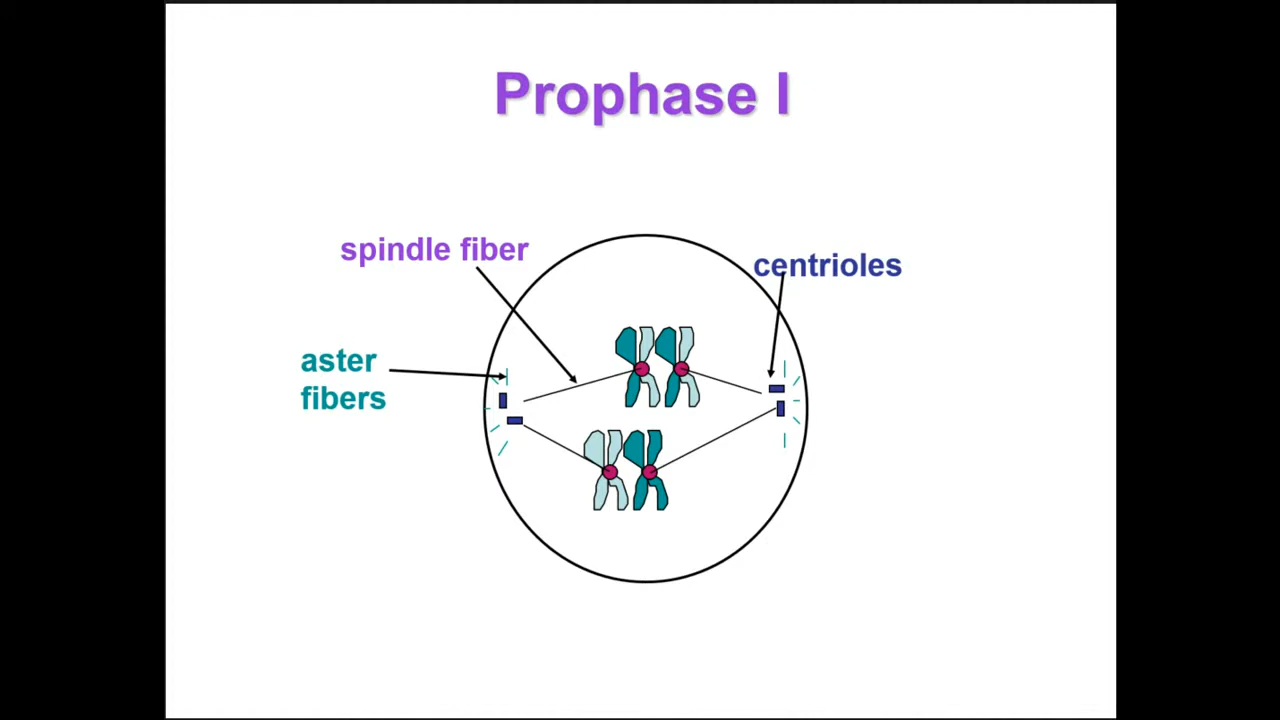 Prophase I
spindle fiber
centrioles
aster
fibers